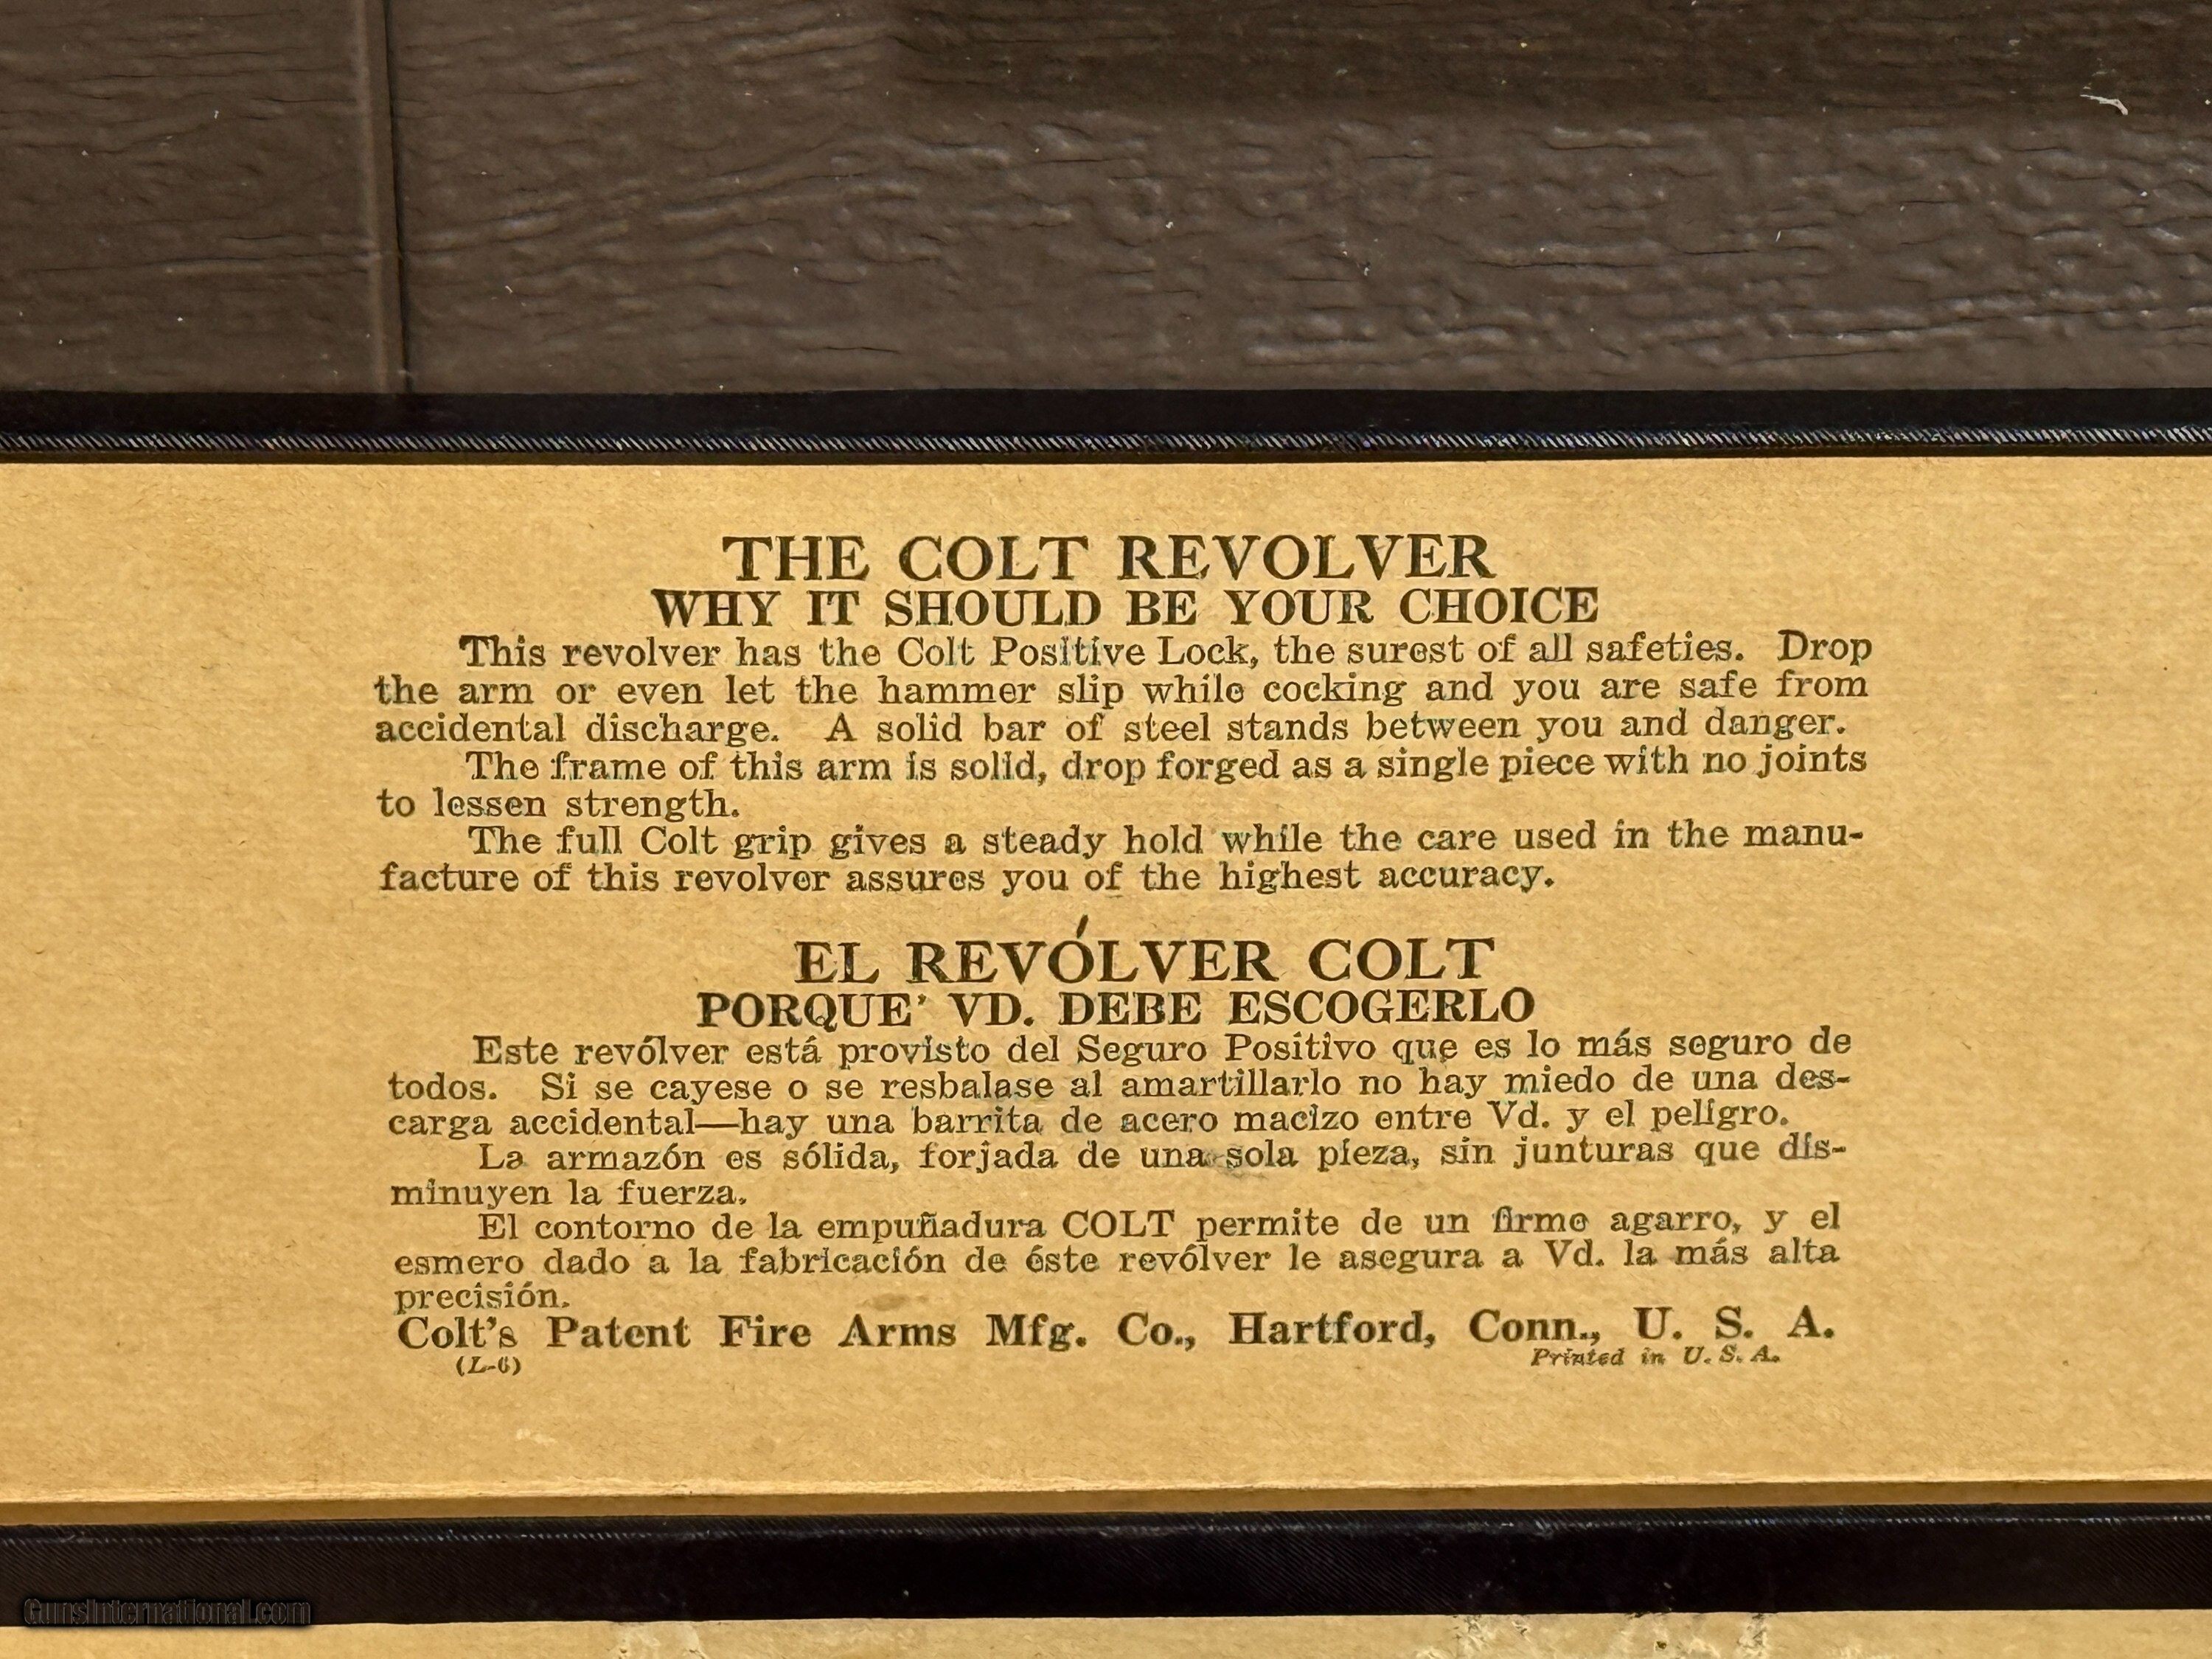 THE COLT REVOLVER
WHY IT SHOULD BE YOUR CHOICE
This revolver has the Colt Positive Lock, the surest of all safeties. Drop
the arm or even let the hammer slip while cocking and you are safe from
accidental discharge. A solid bar of steel stands between you and danger.
The frame of this arm is solid, drop forged as a single piece with no joints
to lessen strength.
The full Colt grip gives a steady hold while the care used in the manu-
facture of this revolver assures you of the highest accuracy.
EL REVÓLVER COLT
PORQUE' VD. DEBE ESCOGERLO
Este revólver está provisto del Seguro Positivo que es lo más seguro de
todos. Si se cayese o se resbalase al amartillarlo no hay miedo de una des-
carga accidental—hay una barrita de acero macizo entre Vd. y el peligro.
La armazón es sólida, forjada de una sola pieza, sin junturas que dis-
minuyen la fuerza.
El contorno de la empuñadura COLT permite de un firme agarro, y el
esmero dado a la fabricación de éste revólver le asegura a Vd. la más alta
precisión.
Colt's Patent Fire Arms Mfg. Co., Hartford, Conn., U. S. A.
(L-6) Printed in U. S. A.
GunsInternational.com